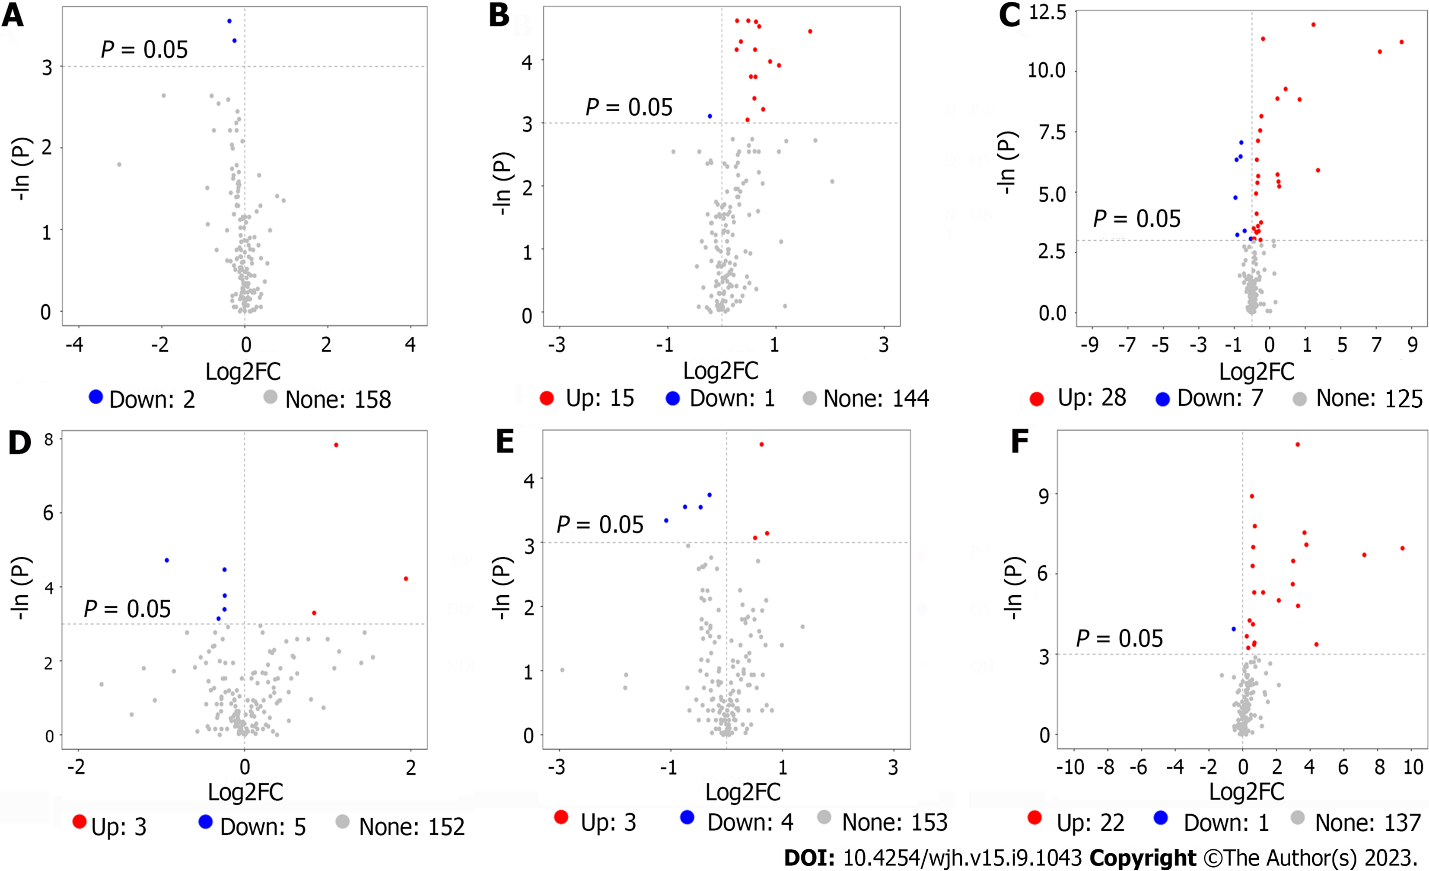 A
P = 0.05
-ln (P)
3
2
1
0
-4 -2 0 2 4
Log2FC
Down: 2 None: 158
B
P = 0.05
-ln (P)
4
3
2
1
0
-3 -1 1 3
Log2FC
Up: 15 Down: 1 None: 144
C
P = 0.05
-ln (P)
12.5
10.0
7.5
5.0
2.5
0.0
-9 -7 -5 -3 -1 0 1 3 5 7 9
Log2FC
Up: 28 Down: 7 None: 125
D
P = 0.05
-ln (P)
8
6
4
2
0
-2 0 2
Log2FC
Up: 3 Down: 5 None: 152
E
P = 0.05
-ln (P)
4
3
2
1
0
-3 -1 1 3
Log2FC
Up: 3 Down: 4 None: 153
F
P = 0.05
-ln (P)
9
6
3
0
-10 -8 -6 -4 -2 0 2 4 6 8 10
Log2FC
Up: 22 Down: 1 None: 137
DOI: 10.4254/wjh.v15.i9.1043 Copyright ©The Author(s) 2023.